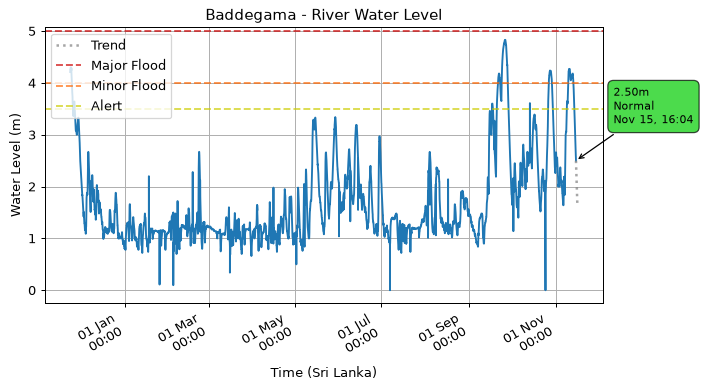 Baddegama - River Water Level
Trend
Major Flood
Minor Flood
Alert
2.50m
Normal
Nov 15, 16:04
Water Level (m)
5
4
3
2
1
0
01 Jan
00:00
01 Mar
00:00
01 May
00:00
01 Jul
00:00
01 Sep
00:00
01 Nov
00:00
Time (Sri Lanka)